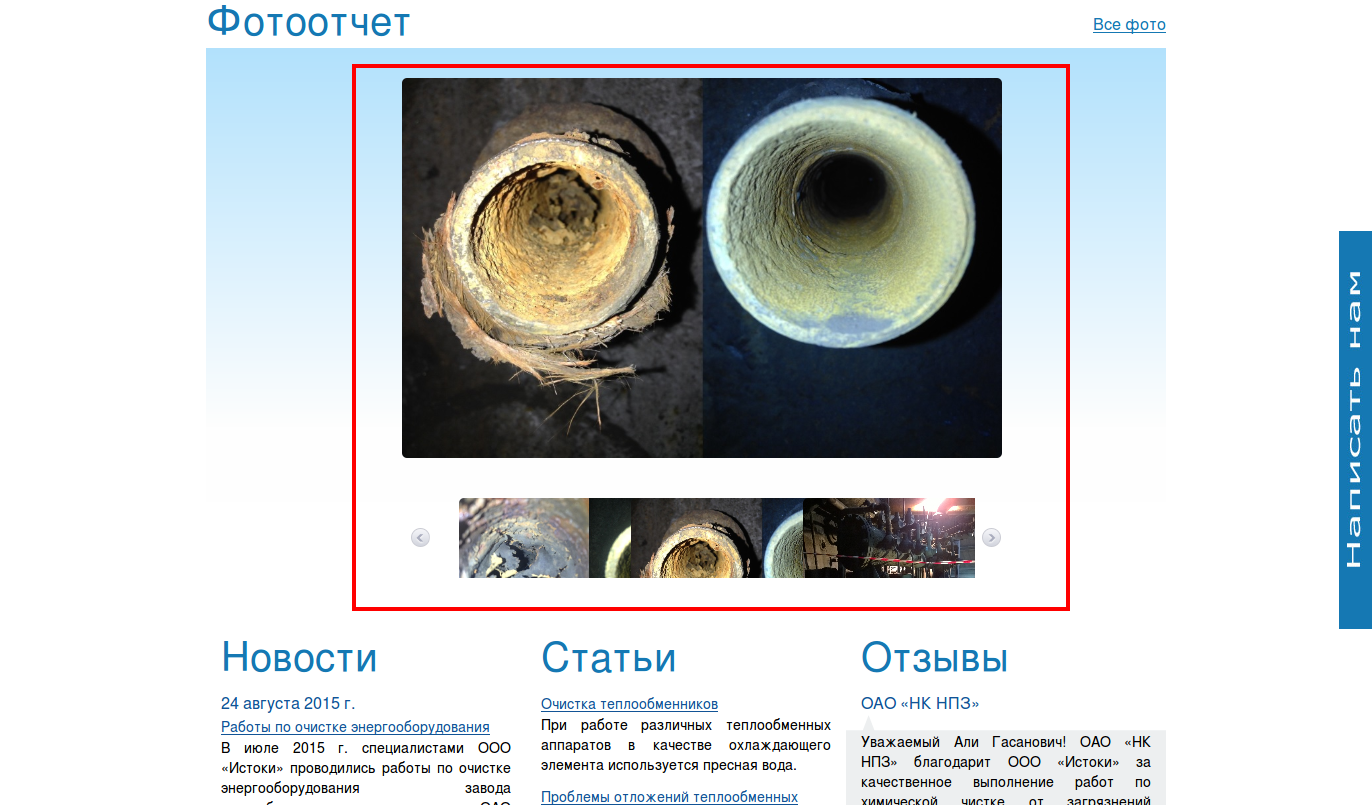 Фотоотчет
Все фото
Написать нам
Новости
24 августа 2015 г.
Работы по очистке энергооборудования
В июле 2015 г. специалистами ООО
«Истоки» проводились работы по очистке
энергооборудования завода
Статьи
Очистка теплообменников
При работе различных теплообменных
аппаратов в качестве охлаждающего
элемента используется пресная вода.
Проблемы отложений теплообменных
Отзывы
ОАО «НК НПЗ»
Уважаемый Али Гасанович! ОАО «НК
НПЗ» благодарит ООО «Истоки» за
качественное выполнение работ по
химической чистке от загрязнений